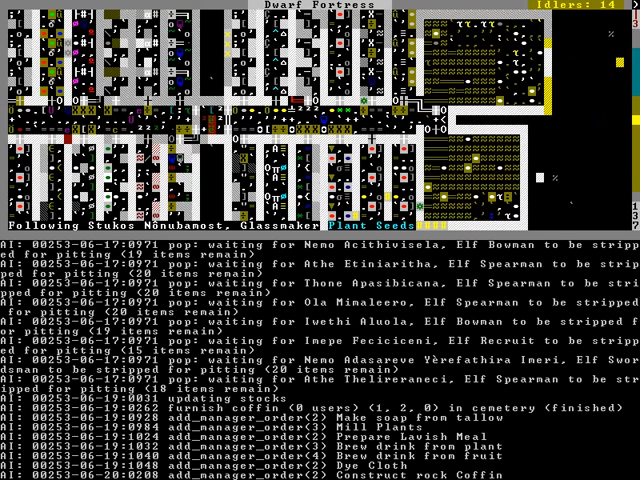 Dwarf Fortress
Idlers: 14
Following Stukos Nônubamost, Glassmaker Plant Seeds
AI: 00253-06-17:0971 pop: waiting for Nemo Acithivisela, Elf Bowman to be stripp
ed for pitting (19 items remain)
AI: 00253-06-17:0971 pop: waiting for Athe Etiniaritha, Elf Spearman to be strip
ped for pitting (20 items remain)
AI: 00253-06-17:0971 pop: waiting for Thone Apasibicana, Elf Spearman to be stri
pped for pitting (20 items remain)
AI: 00253-06-17:0971 pop: waiting for Ola Mimaleero, Elf Spearman to be stripped
for pitting (20 items remain)
AI: 00253-06-17:0971 pop: waiting for Iwethi Aluola, Elf Bowman to be stripped f
or pitting (19 items remain)
AI: 00253-06-17:0971 pop: waiting for Imepe Feciciceni, Elf Recruit to be stripp
ed for pitting (15 items remain)
AI: 00253-06-17:0971 pop: waiting for Nemo Adasareve Yèrefathira Imeri, Elf Swor
dsman to be stripped for pitting (20 items remain)
AI: 00253-06-17:0971 pop: waiting for Athe Thelireraneci, Elf Spearman to be str
ipped for pitting (18 items remain)
AI: 00253-06-19:0031 updating stocks
AI: 00253-06-19:0262 furnish coffin (0 users) (1, 2, 0) in cemetery (finished)
AI: 00253-06-19:0928 add_manager_order(2) Make soap from tallow
AI: 00253-06-19:0984 add_manager_order(3) Mill Plants
AI: 00253-06-19:1024 add_manager_order(2) Prepare Lavish Meal
AI: 00253-06-19:1032 add_manager_order(3) Brew drink from plant
AI: 00253-06-19:1040 add_manager_order(4) Brew drink from fruit
AI: 00253-06-19:1048 add_manager_order(2) Dye Cloth
AI: 00253-06-20:0208 add_manager_order(2) Construct rock Coffin